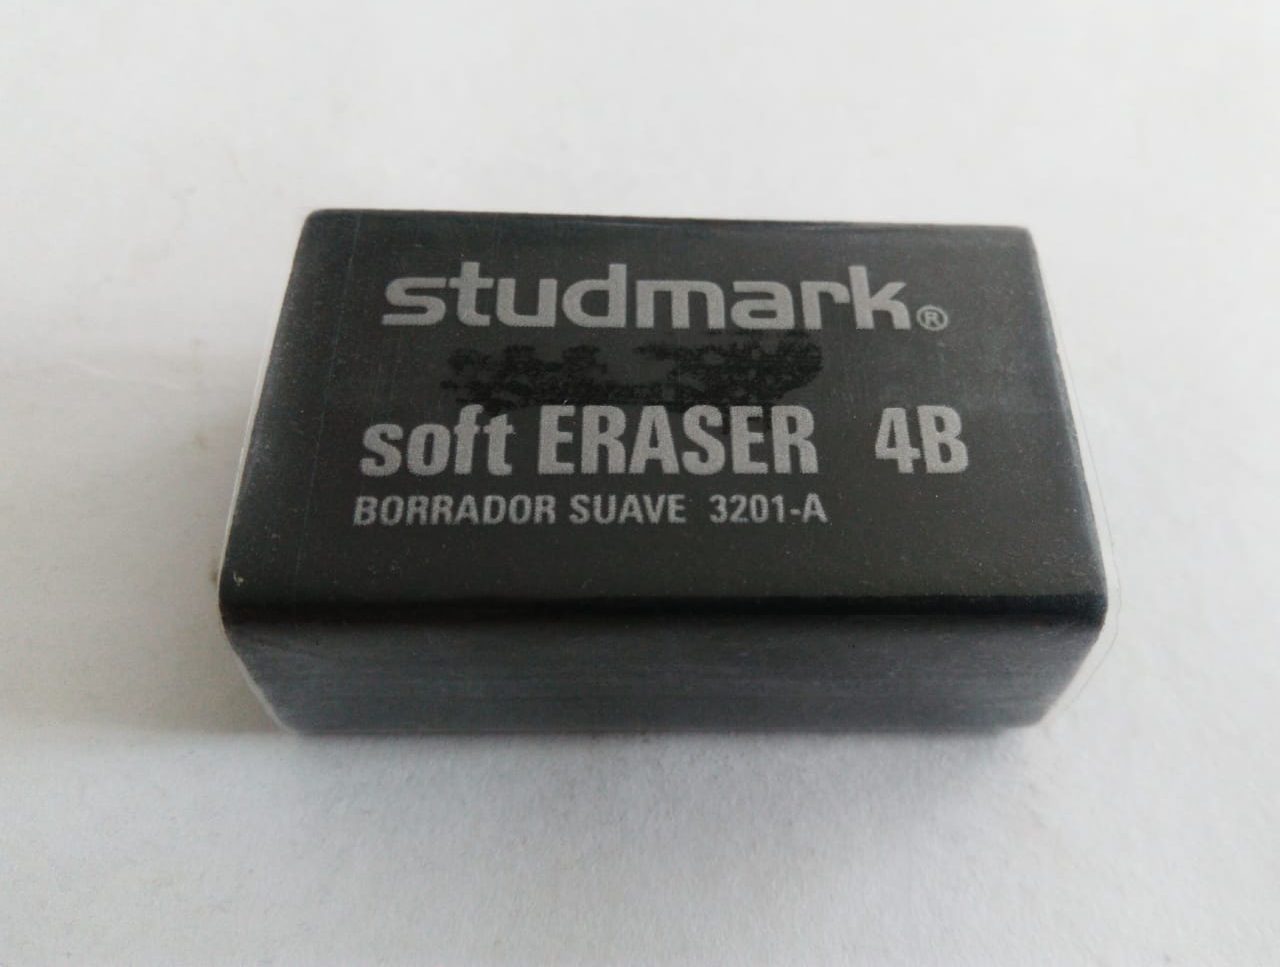 studmark®
soft ERASER 4B
BORRADOR SUAVE 3201-A